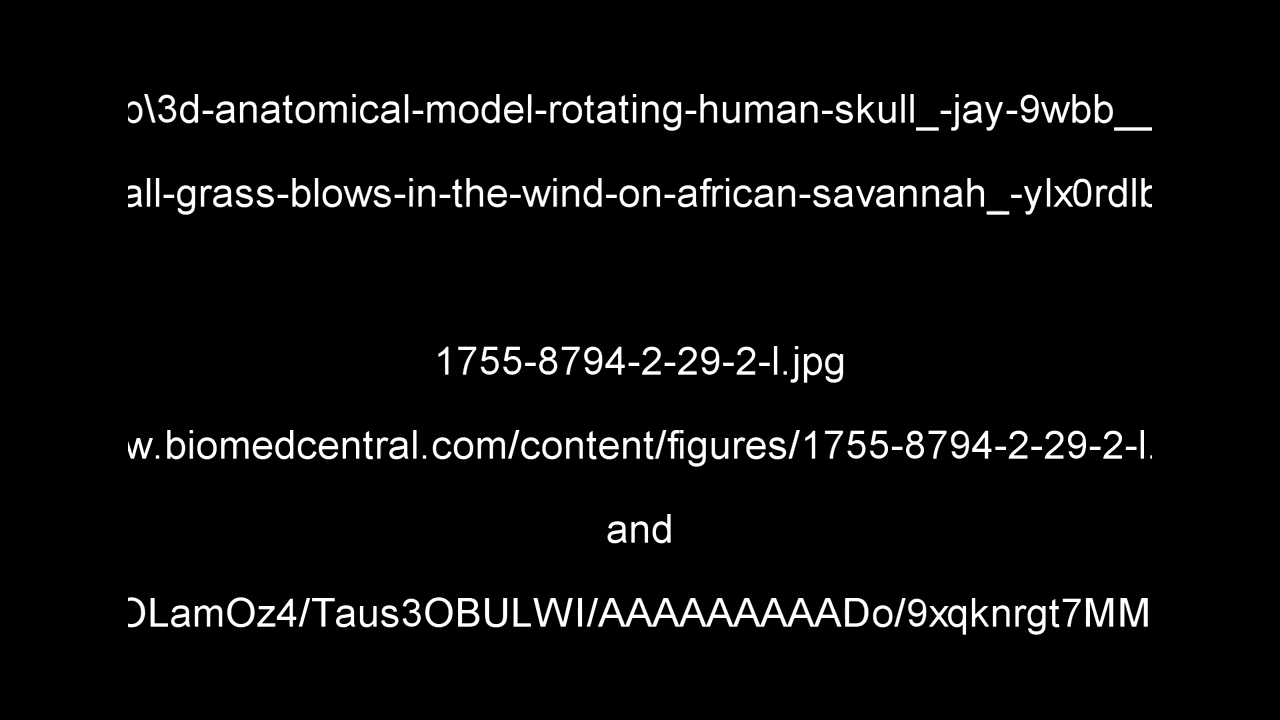 b\3d-anatomical-model-rotating-human-skull_-jay-9wbb__
all-grass-blows-in-the-wind-on-african-savannah_-ylx0rdlb
1755-8794-2-29-2-l.jpg
w.biomedcentral.com/content/figures/1755-8794-2-29-2-l.
and
DLamOz4/Taus3OBULWI/AAAAAAAAADo/9xqknrgt7MM